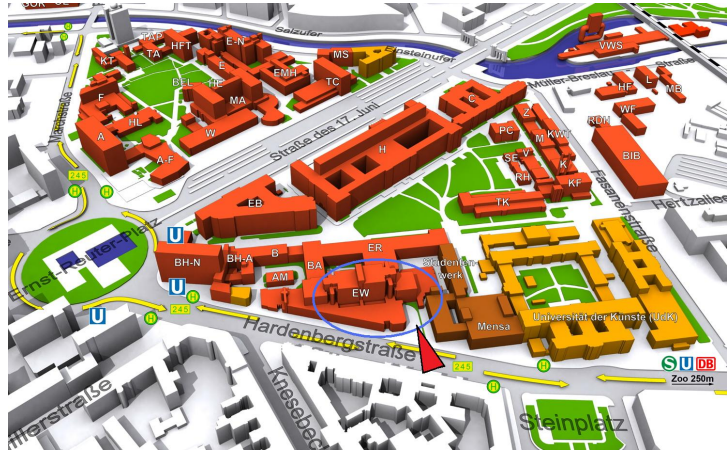 Salzufer
TAP
HFT
E-N
TA
KT
MS
Einsteinufer
VWS
E
EMH
BEL
HE
TC
Müller-Breslau-Straße
F
MA
C
L
HF
MB
Marchstraße
HL
W
Z
WF
A
Straße des 17. Juni
PC
M
KWT
RDH
A-F
H
V
BIB
245
SE
K
H
H
RH
KF
Fasanenstraße
EB
TK
Hertzallee
U
Ernst-Reuter-Platz
B
ER
BH-N
BH-A
BA
Studenten-
werk
AM
U
EW
H
Universität der Künste (UdK)
Mensa
245
U
H
Hardenbergstraße
H
S U DB
245
Zoo 250m
H
Knesebeck
Steinplatz